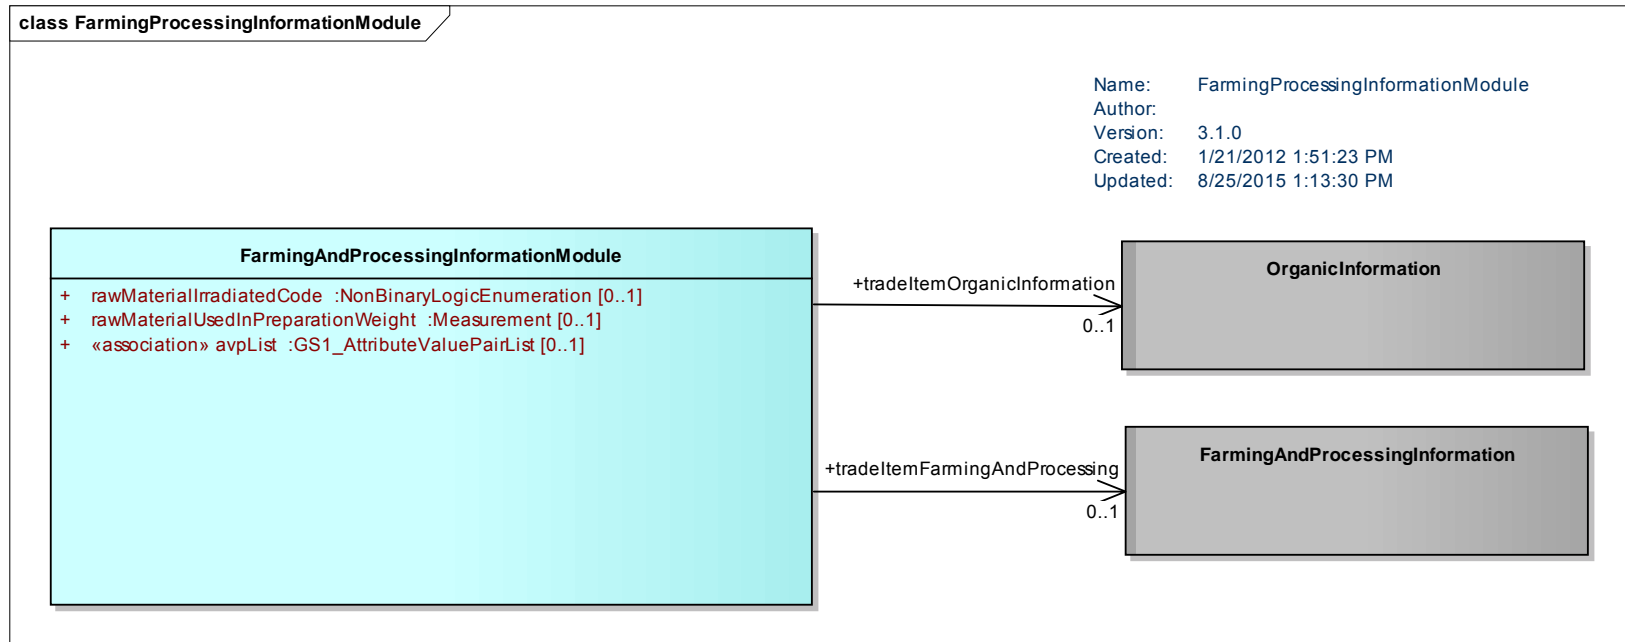 class FarmingProcessingInformationModule
Name: FarmingProcessingInformationModule
Author:
Version: 3.1.0
Created: 1/21/2012 1:51:23 PM
Updated: 8/25/2015 1:13:30 PM
FarmingAndProcessingInformationModule
+ rawMaterialIrradiatedCode :NonBinaryLogicEnumeration [0..1]
+ rawMaterialUsedInPreparationWeight :Measurement [0..1]
+ «association» avpList :GS1_AttributeValuePairList [0..1]
+tradeItemOrganicInformation
0..1
OrganicInformation
+tradeItemFarmingAndProcessing
0..1
FarmingAndProcessingInformation